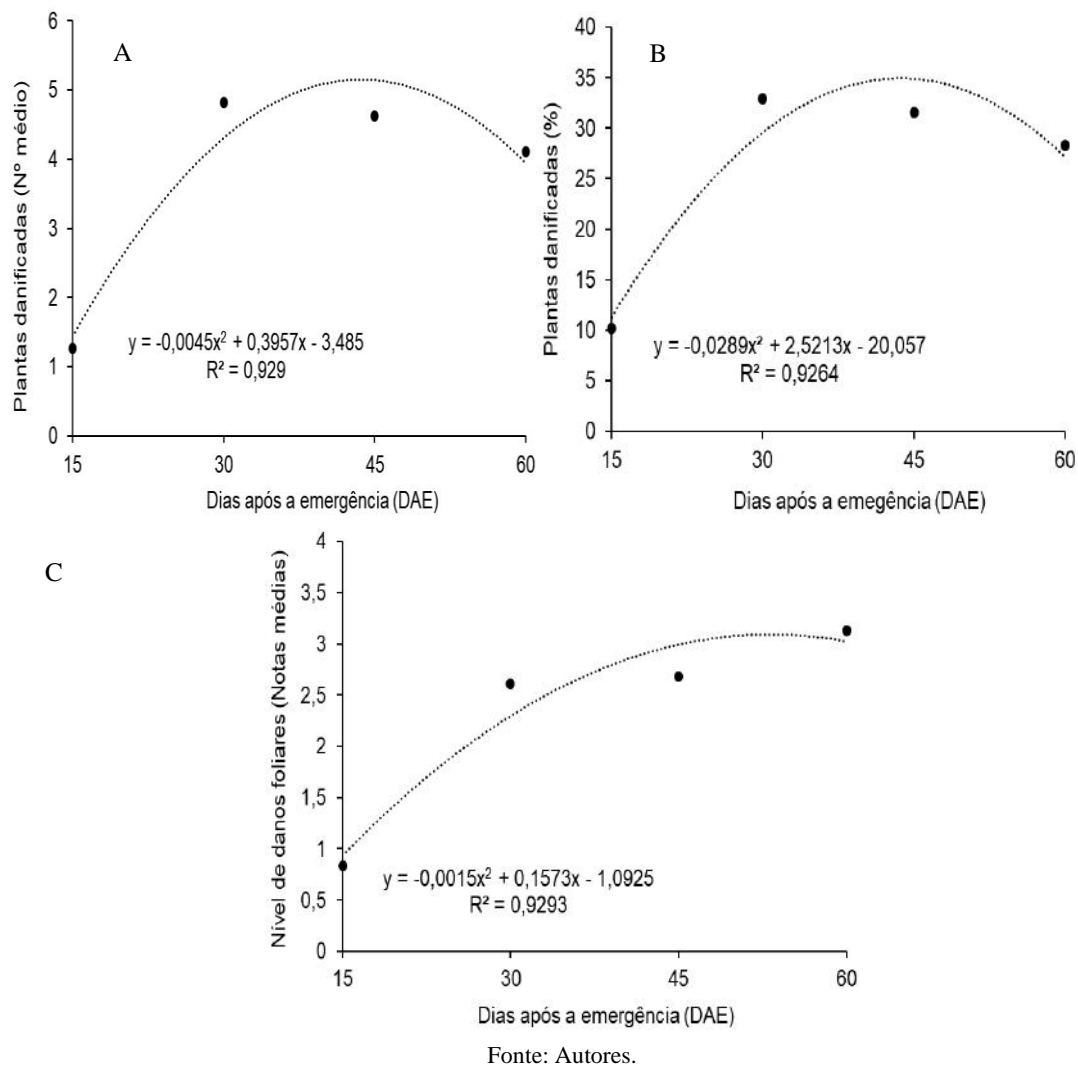 A
Plantas danificadas (Nº médio)
6
5
4
3
2
1
0
y = -0,0045x² + 0,3957x - 3,485
R² = 0,929
15 30 45 60
Dias após a emergência (DAE)
B
Plantas danificadas (%)
40
35
30
25
20
15
10
5
0
y = -0,0289x² + 2,5213x - 20,057
R² = 0,9264
15 30 45 60
Dias após a emegência (DAE)
C
Nível de danos foliares (Notas médias)
4
3,5
3
2,5
2
1,5
1
0,5
0
y = -0,0015x² + 0,1573x - 1,0925
R² = 0,9293
15 30 45 60
Dias após a emergência (DAE)
Fonte: Autores.